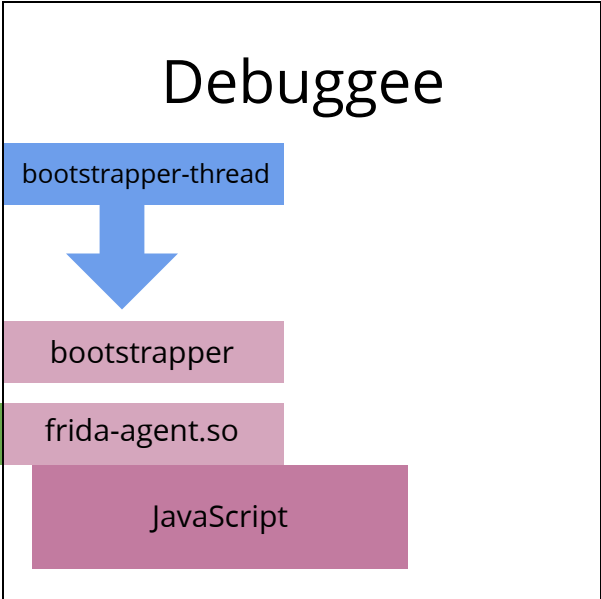 Debuggee
bootstrapper-thread
bootstrapper
frida-agent.so
JavaScript